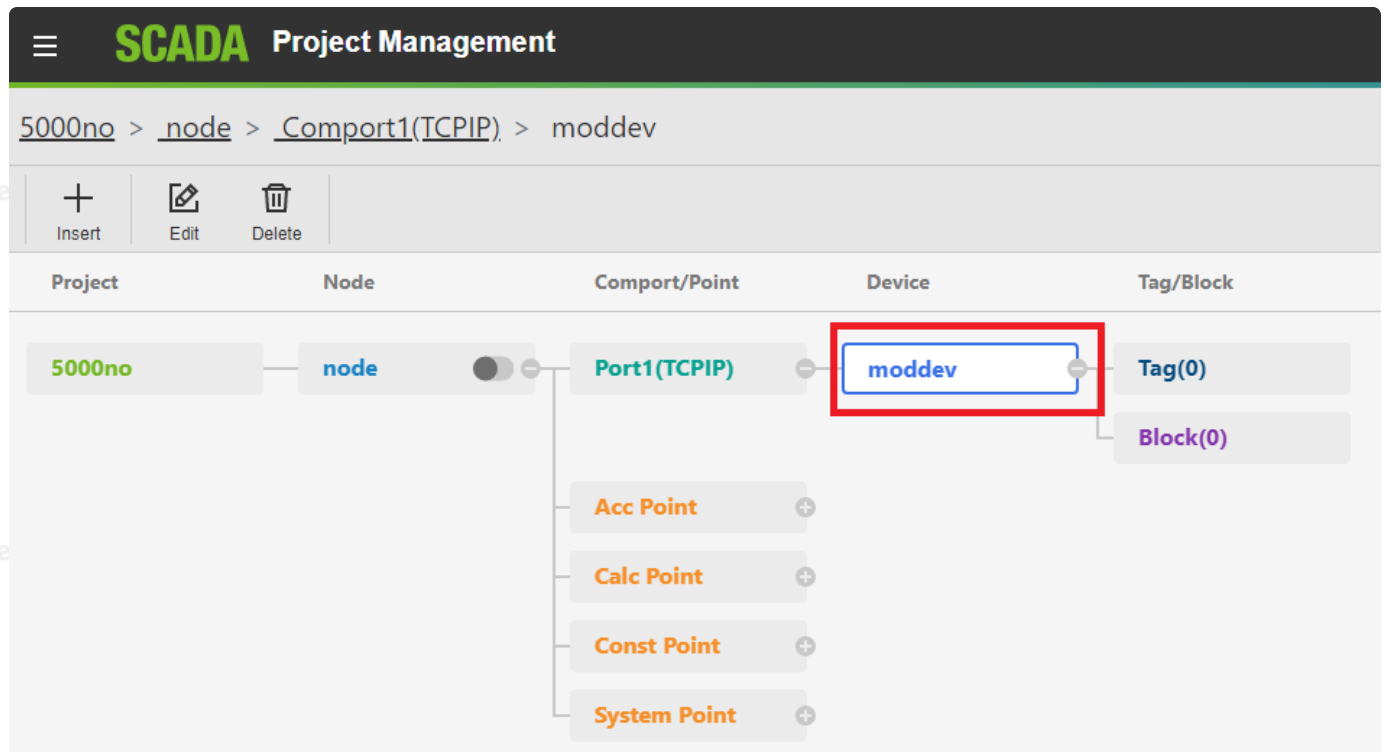 SCADA Project Management
5000no > node > Comport1(TCPIP) > moddev
Insert Edit Delete
Project Node Comport/Point Device Tag/Block
5000no node Port1(TCPIP) moddev Tag(0)
Block(0)
Acc Point
Calc Point
Const Point
System Point